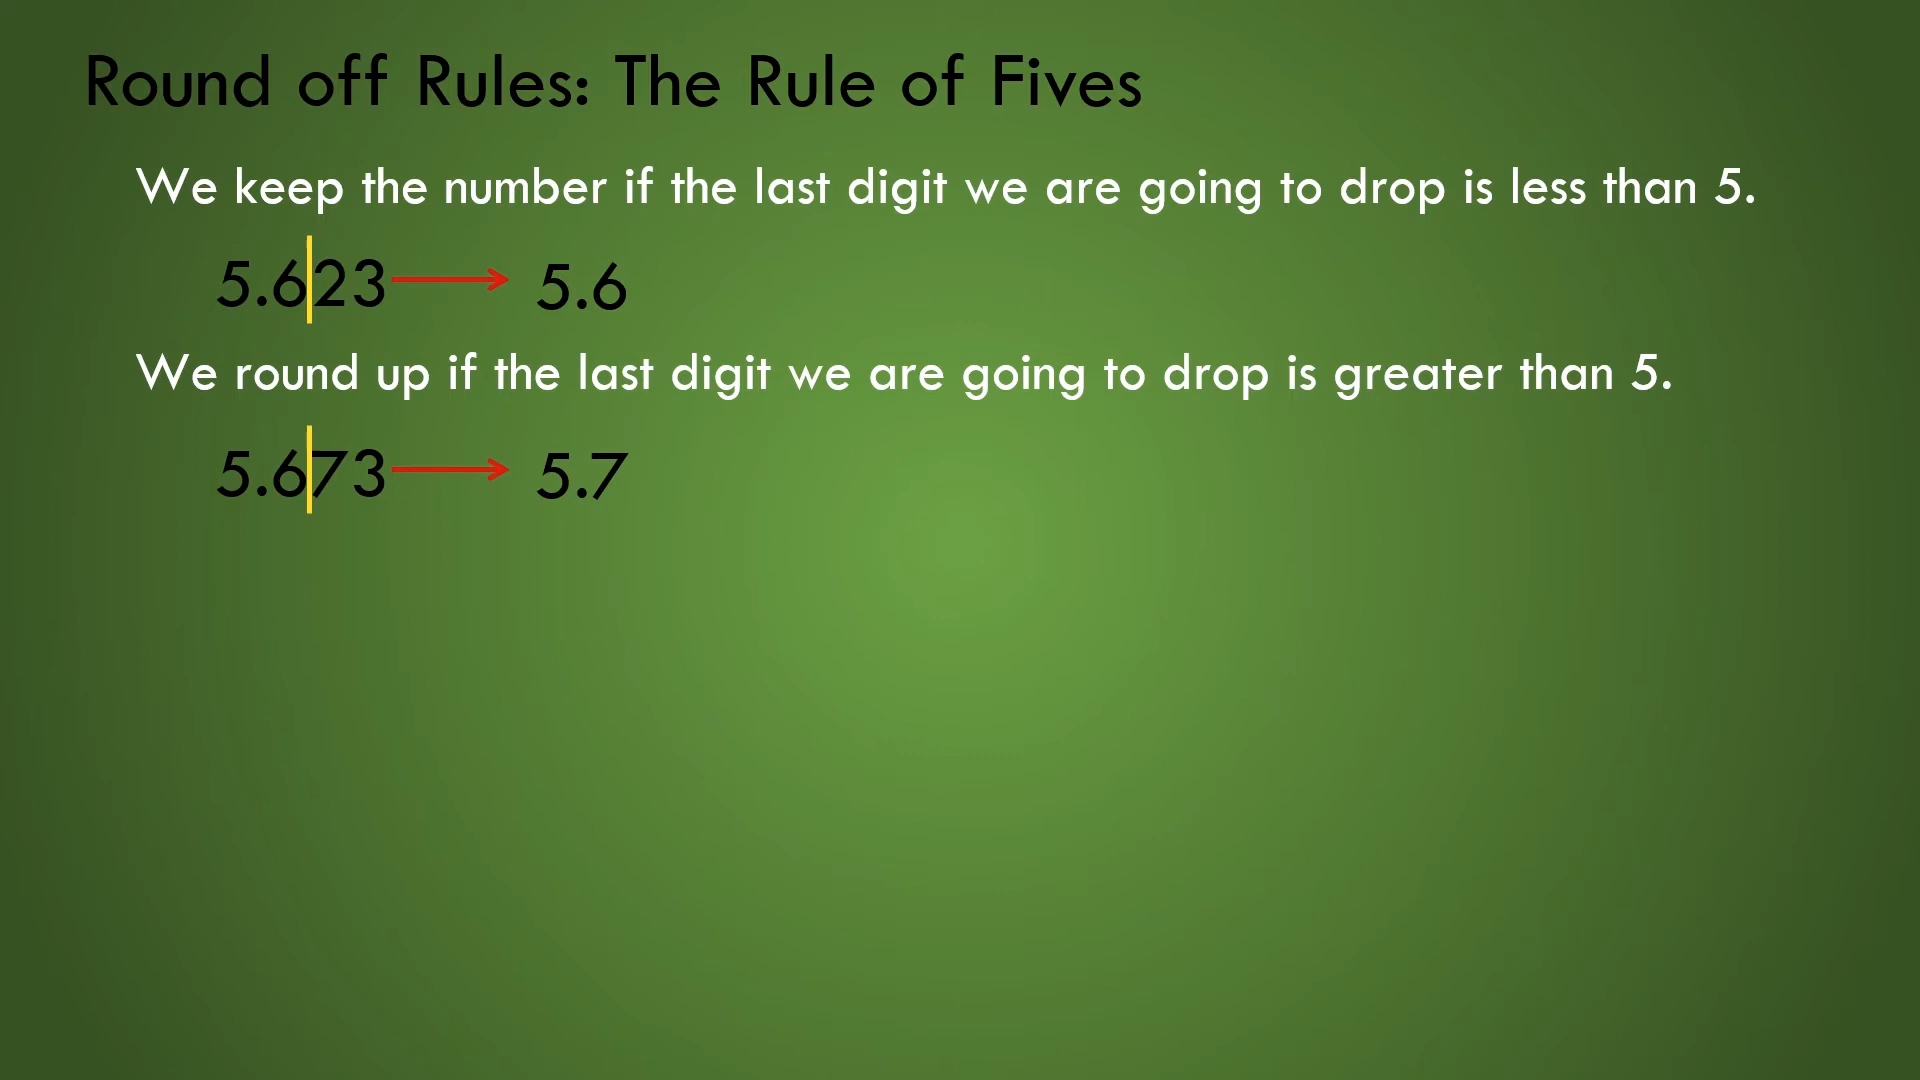 Round off Rules: The Rule of Fives
We keep the number if the last digit we are going to drop is less than 5.
5.623 5.6
We round up if the last digit we are going to drop is greater than 5.
5.673 5.7